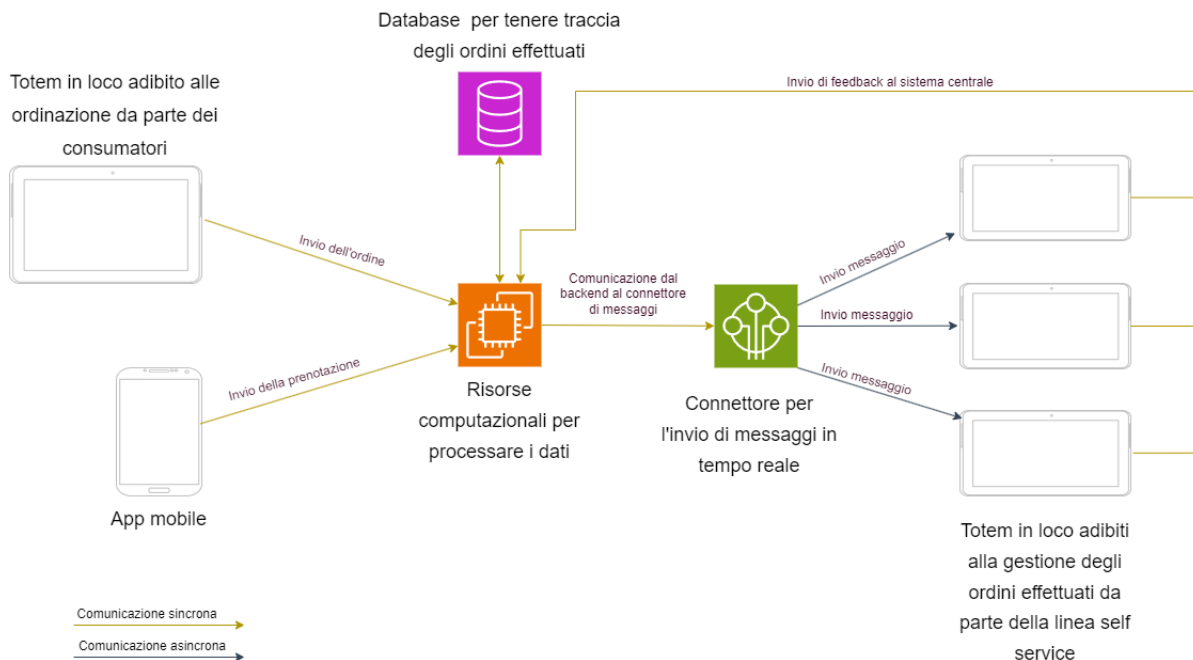 Database  per tenere traccia
degli ordini effettuati
Totem in loco adibito alle
ordinazione da parte dei
consumatori
Invio di feedback al sistema centrale
Invio dell'ordine
Invio della prenotazione
Comunicazione dal
backend al connettore
di messaggi
Invio messaggio
Invio messaggio
Invio messaggio
Risorse
computazionali per
processare i dati
Connettore per
l'invio di messaggi in
tempo reale
App mobile
Totem in loco adibiti
alla gestione degli
ordini effettuati da
parte della linea self
service
Comunicazione sincrona
Comunicazione asincrona